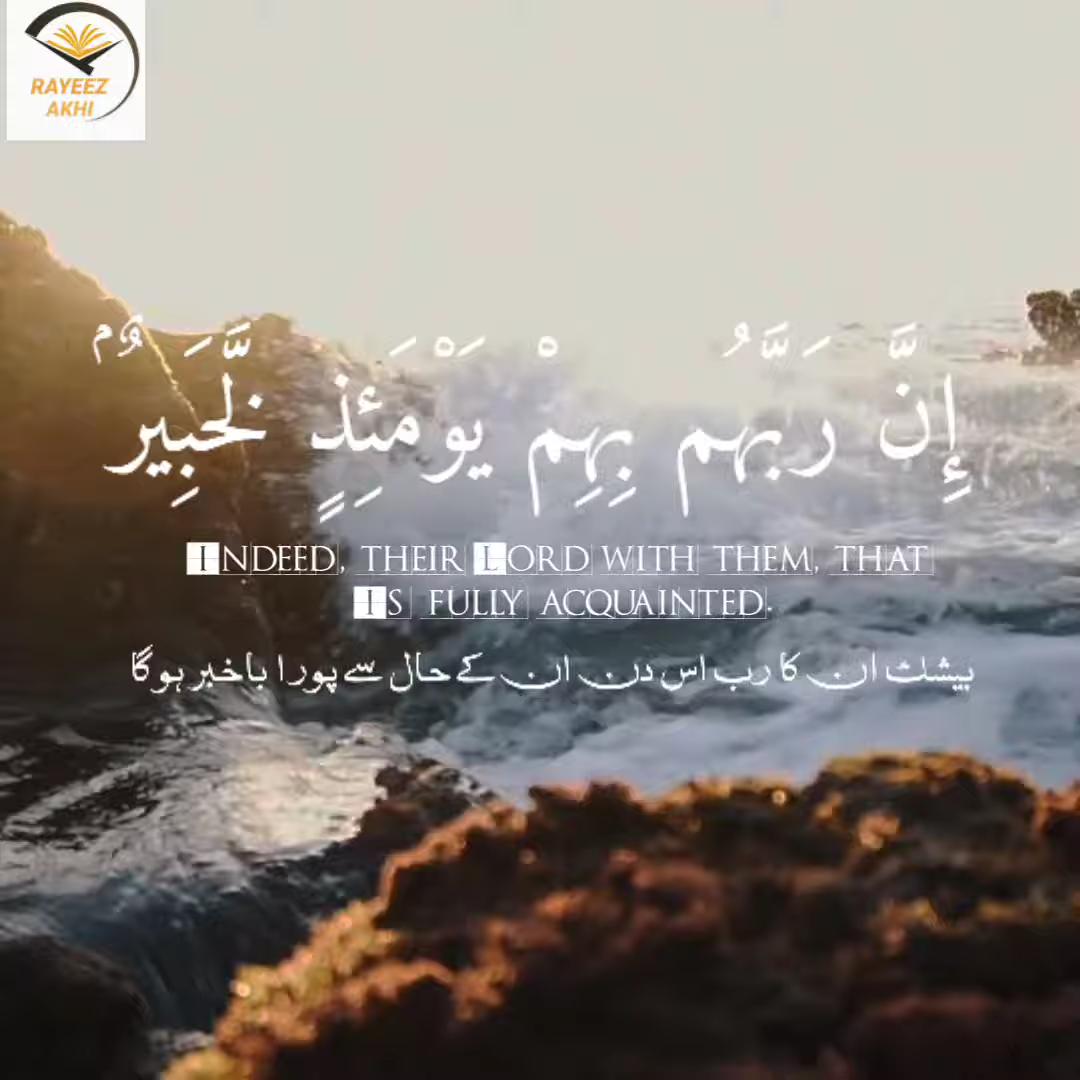 RAYEEZ
AKHI
إِنَّ رَبَّهُم بِهِمْ يَوْمَئِذٍ لَّخَبِيرٌۢ
Indeed, their Lord with them, that
Is fully acquainted.
بیشک ان کا رب اس دن ان کے حال سے پورا باخبر ہوگا